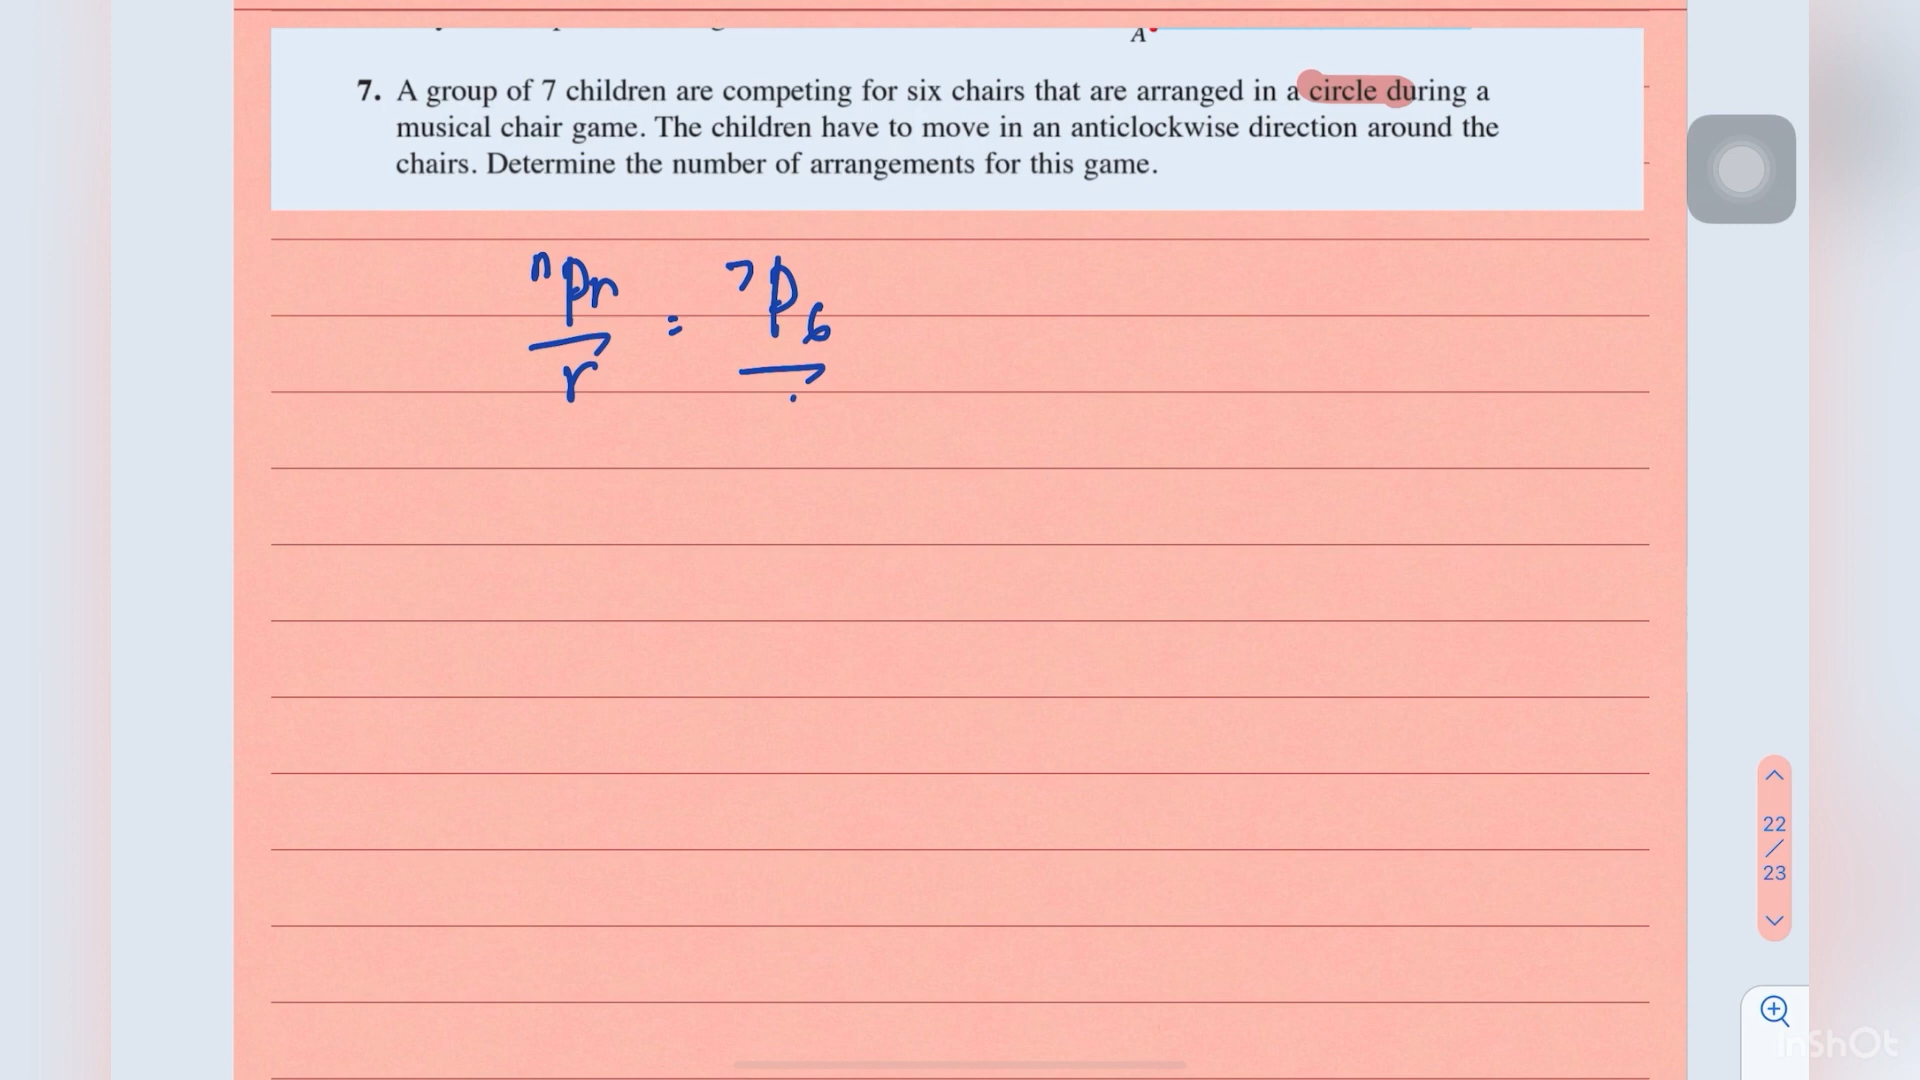 A
7. A group of 7 children are competing for six chairs that are arranged in a circle during a
musical chair game. The children have to move in an anticlockwise direction around the
chairs. Determine the number of arrangements for this game.
ⁿPr = ⁷P₆
r
22
/
23
InShOt